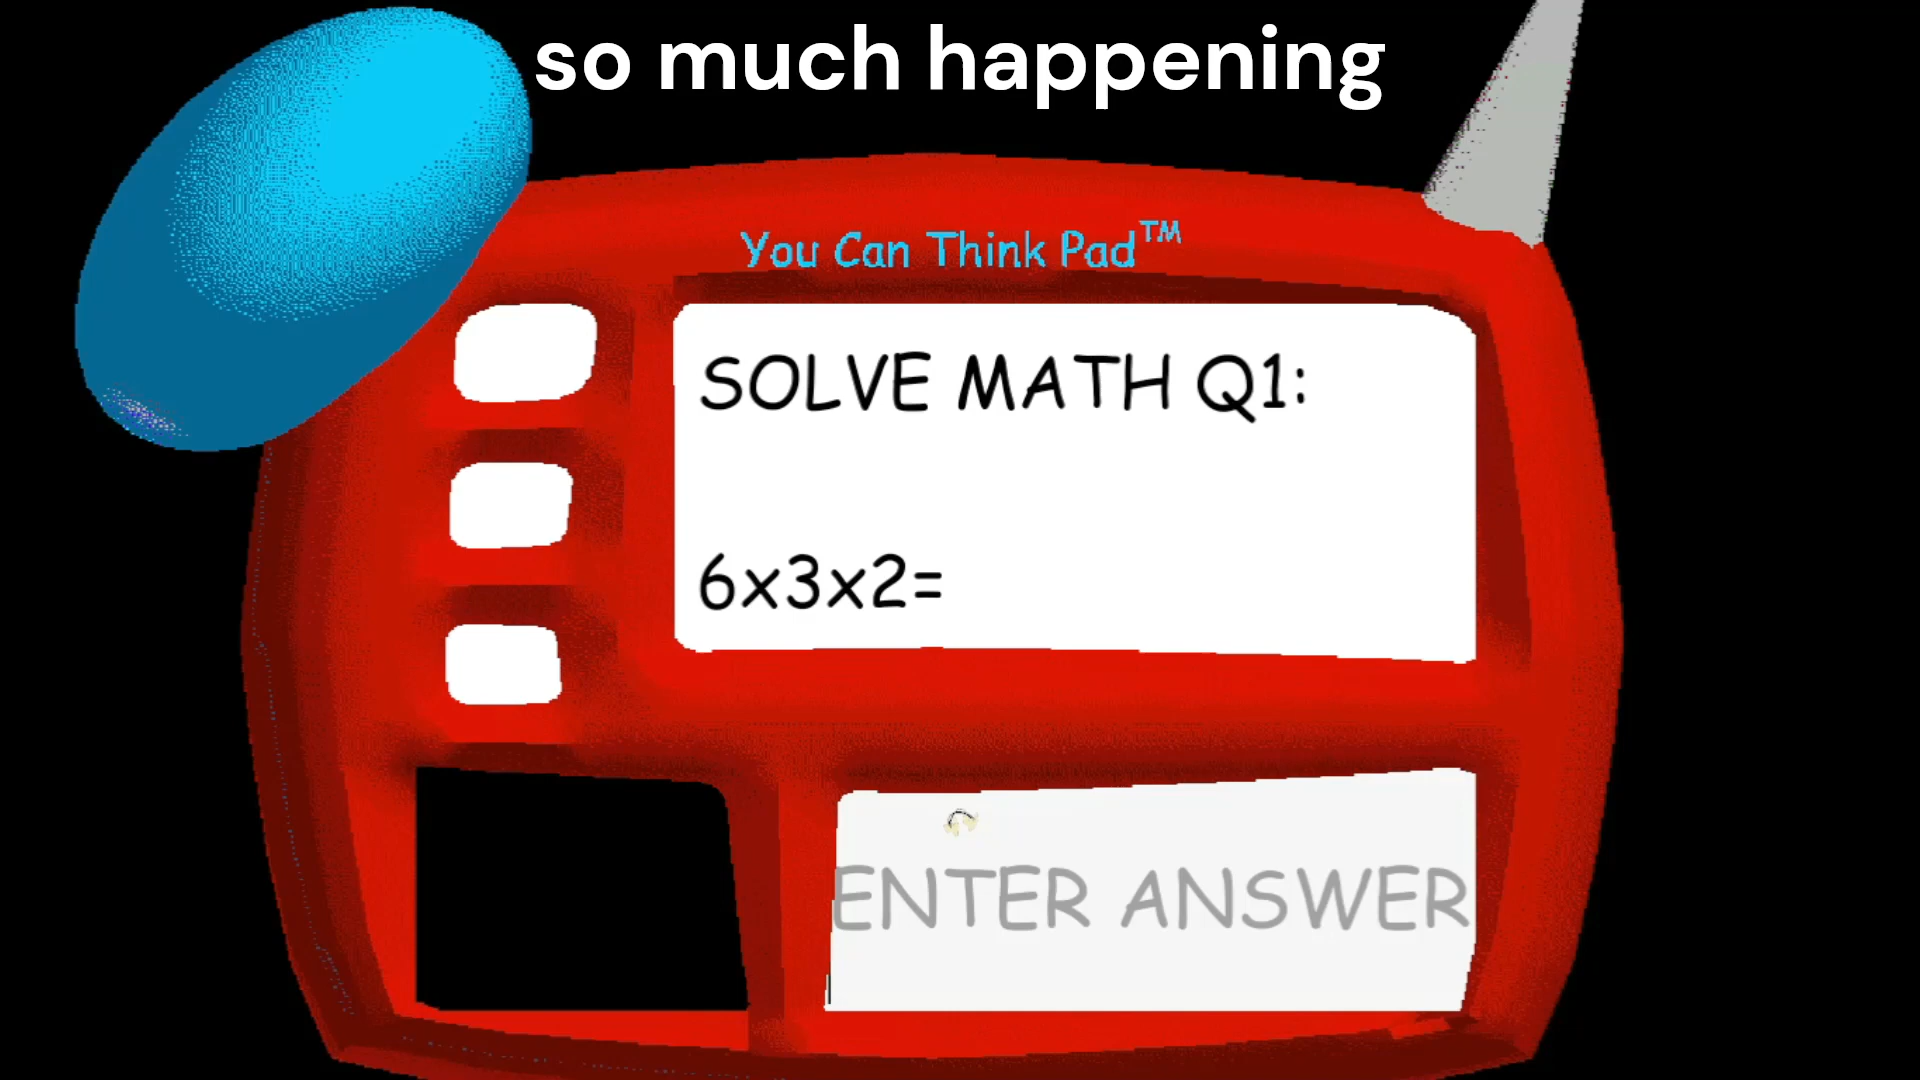 so much happening
You Can Think Pad™
SOLVE MATH Q1:
6x3x2=
ENTER ANSWER